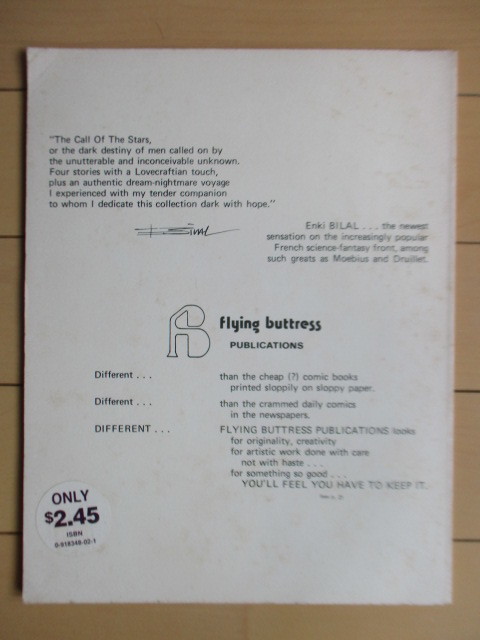 "The Call Of The Stars,
or the dark destiny of men called on by
the unutterable and inconceivable unknown.
Four stories with a Lovecraftian touch,
plus an authentic dream-nightmare voyage
I experienced with my tender companion
to whom I dedicate this collection dark with hope."
Enki BILAL . . . the newest
sensation on the increasingly popular
French science-fantasy front, among
such greats as Moebius and Druillet.
flying buttress
PUBLICATIONS
Different . . . than the cheap (?) comic books
printed sloppily on sloppy paper.
Different . . . than the crammed daily comics
in the newspapers.
DIFFERENT . . . FLYING BUTTRESS PUBLICATIONS looks
for originality, creativity
for artistic work done with care
not with haste . . .
for something so good . . .
YOU'LL FEEL YOU HAVE TO KEEP IT.
ONLY
$2.45
ISBN
0-918348-02-1